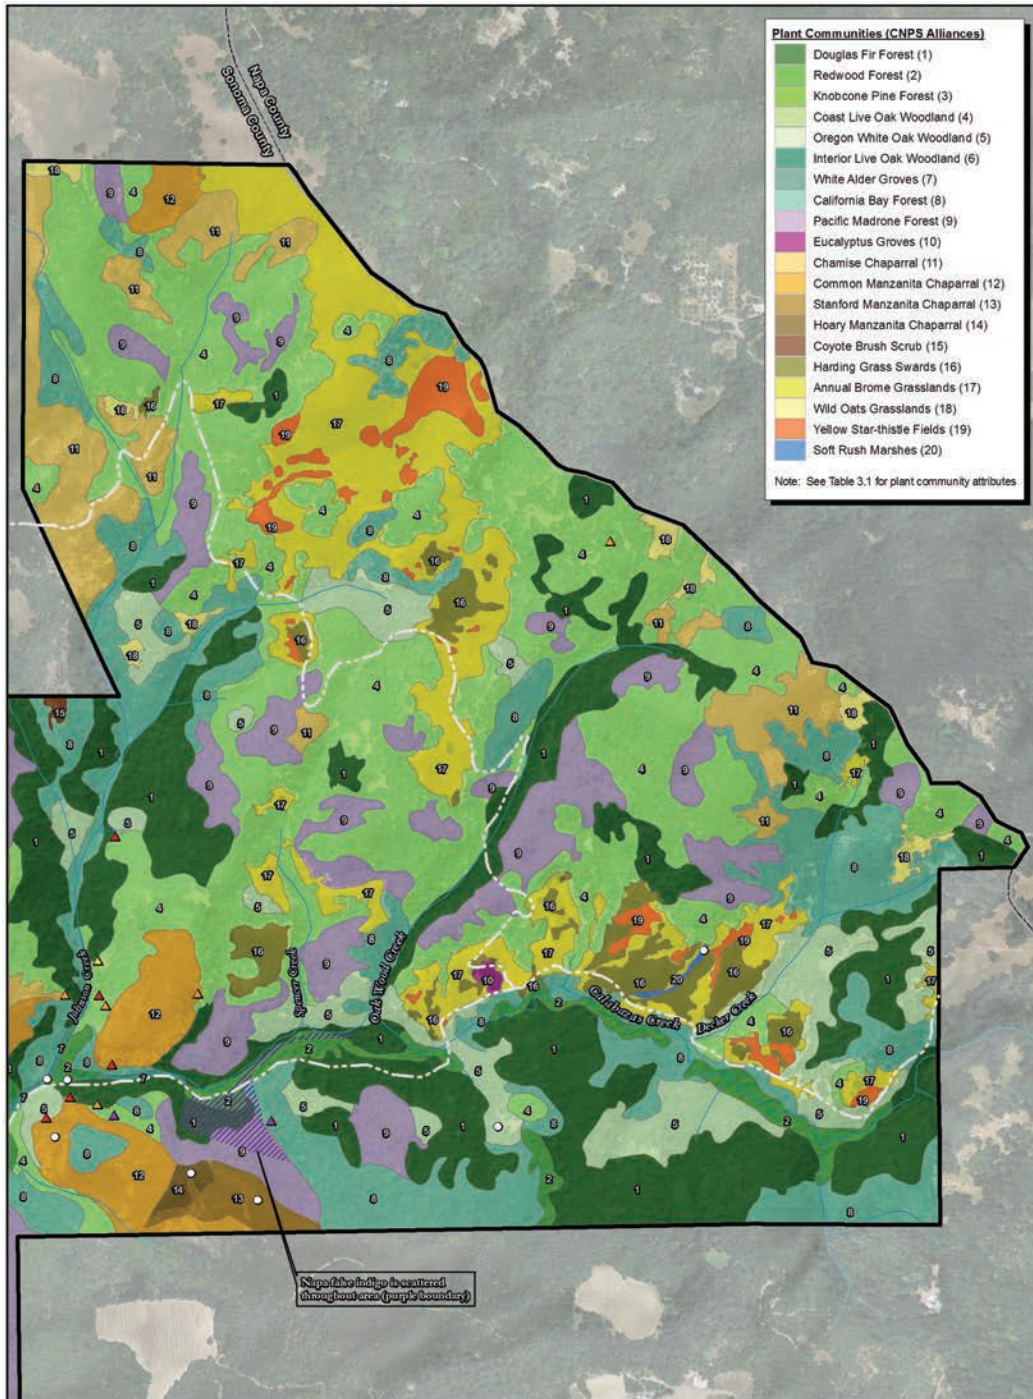 Plant Communities (CNPS Alliances)
Douglas Fir Forest (1)
Redwood Forest (2)
Knobcone Pine Forest (3)
Coast Live Oak Woodland (4)
Oregon White Oak Woodland (5)
Interior Live Oak Woodland (6)
White Alder Groves (7)
California Bay Forest (8)
Pacific Madrone Forest (9)
Eucalyptus Groves (10)
Chamise Chaparral (11)
Common Manzanita Chaparral (12)
Stanford Manzanita Chaparral (13)
Hoary Manzanita Chaparral (14)
Coyote Brush Scrub (15)
Harding Grass Swards (16)
Annual Brome Grasslands (17)
Wild Oats Grasslands (18)
Yellow Star-thistle Fields (19)
Soft Rush Marshes (20)
Note: See Table 3.1 for plant community attributes
Napa County
Sonoma County
Johnson Creek
Spencer Creek
Oak Wood Creek
Calabazas Creek
Decker Creek
Napa false indigo is scattered
throughout area (purple boundary)